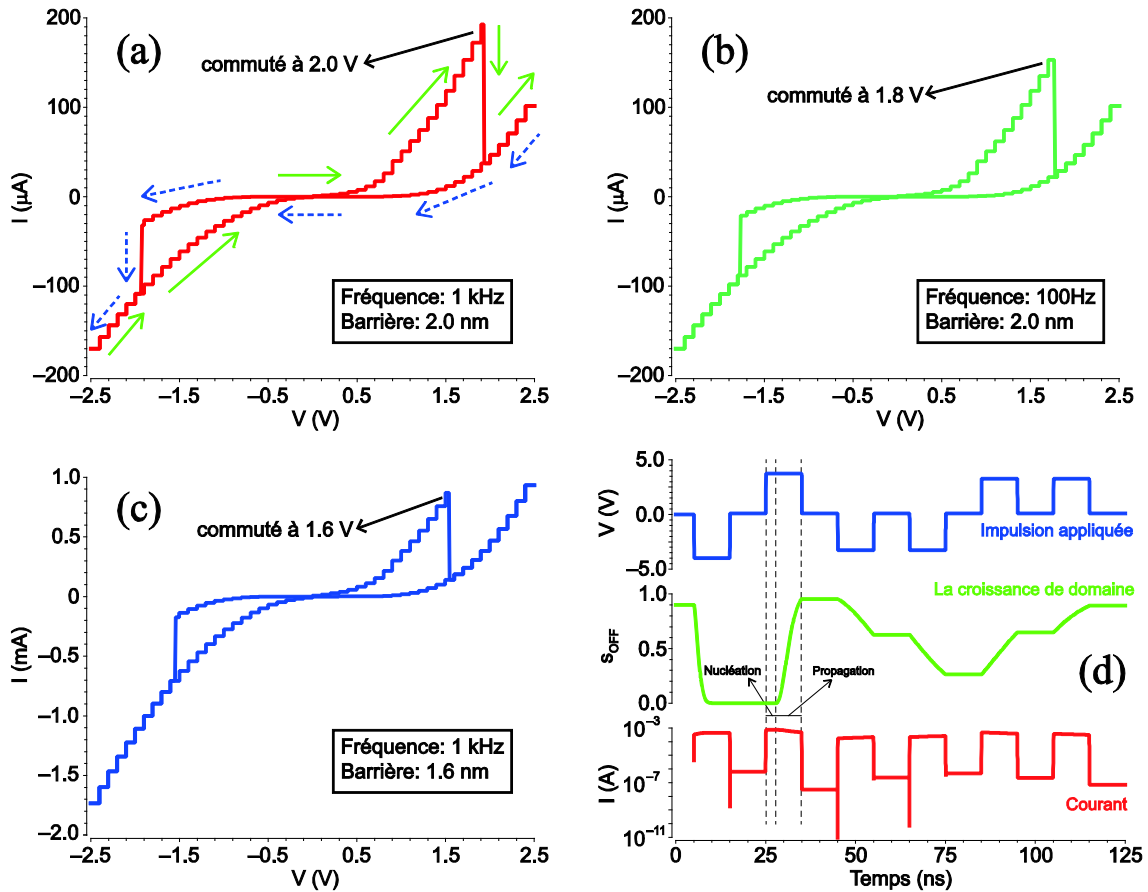 (a)
commuté à 2.0 V
200
100
0
–100
–200
I (µA)
–2.5 –1.5 –0.5 0.5 1.5 2.5
V (V)
Fréquence: 1 kHz
Barrière: 2.0 nm
(b)
commuté à 1.8 V
200
100
0
–100
–200
I (µA)
–2.5 –1.5 –0.5 0.5 1.5 2.5
V (V)
Fréquence: 100Hz
Barrière: 2.0 nm
(c)
commuté à 1.6 V
1.0
0.5
0
–0.5
–1.0
–1.5
–2.0
I (mA)
–2.5 –1.5 –0.5 0.5 1.5 2.5
V (V)
Fréquence: 1 kHz
Barrière: 1.6 nm
5.0
0.0
–5.0
V (V)
Impulsion appliquée
La croissance de domaine
1.0
0.5
0.0
sOFF
(d)
Nucléation
Propagation
10–3
10–7
10–11
I (A)
Courant
0 25 50 75 100 125
Temps (ns)